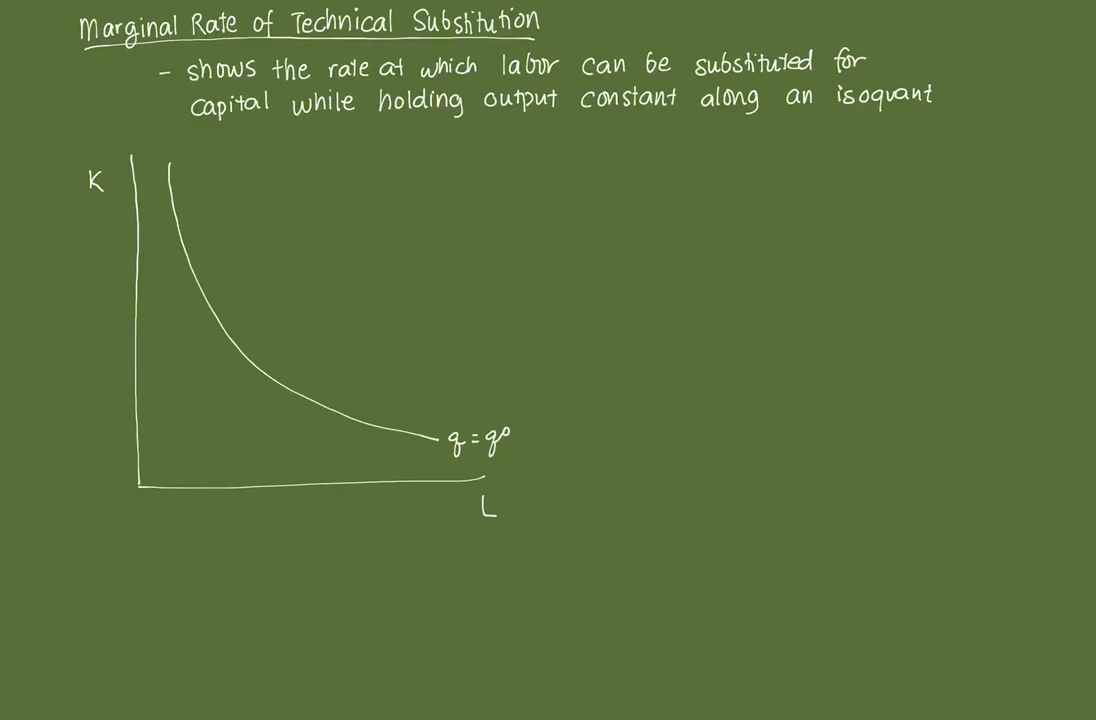 Marginal Rate of Technical Substitution
- shows the rate at which labor can be substituted for
capital while holding output constant along an isoquant
K
q = q⁰
L